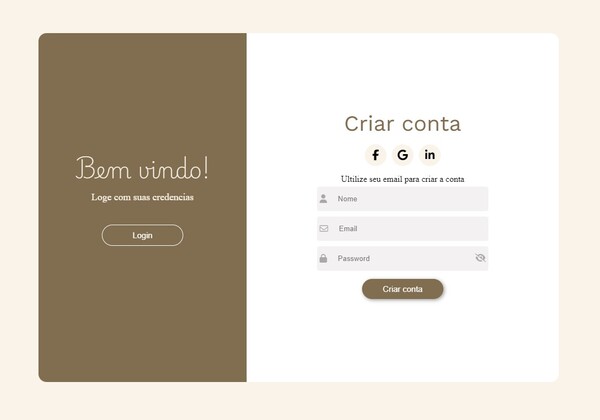 Bem vindo!
Loge com suas credencias
Login
Criar conta
Ultilize seu email para criar a conta
Nome
Email
Password
Criar conta